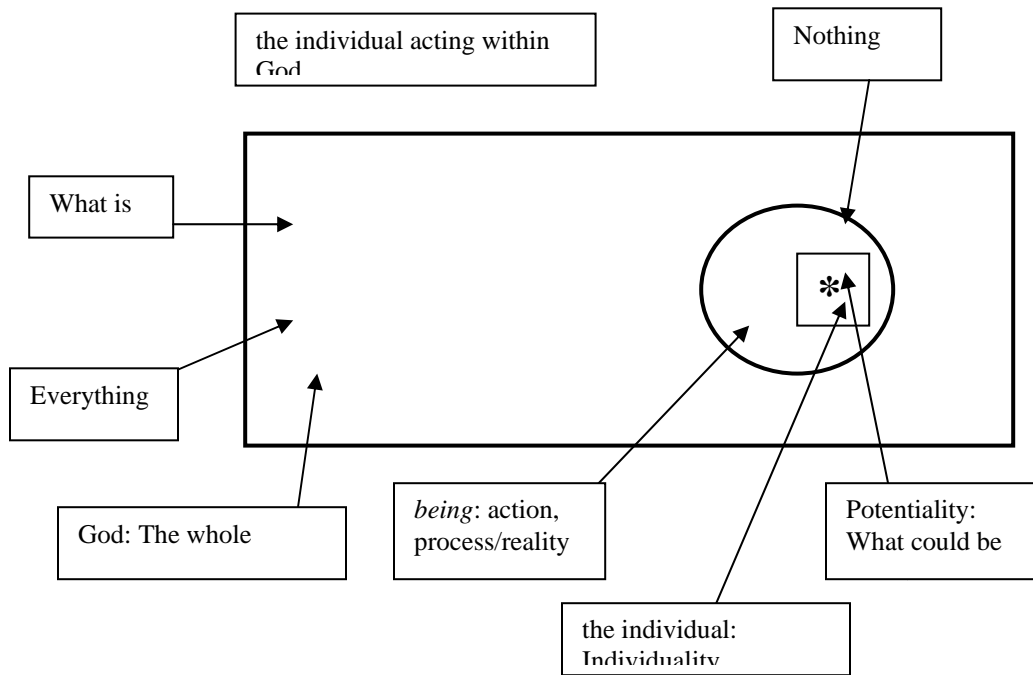 the individual acting within
God
Nothing
What is
*
Everything
God: The whole
being: action,
process/reality
Potentiality:
What could be
the individual:
Individuality